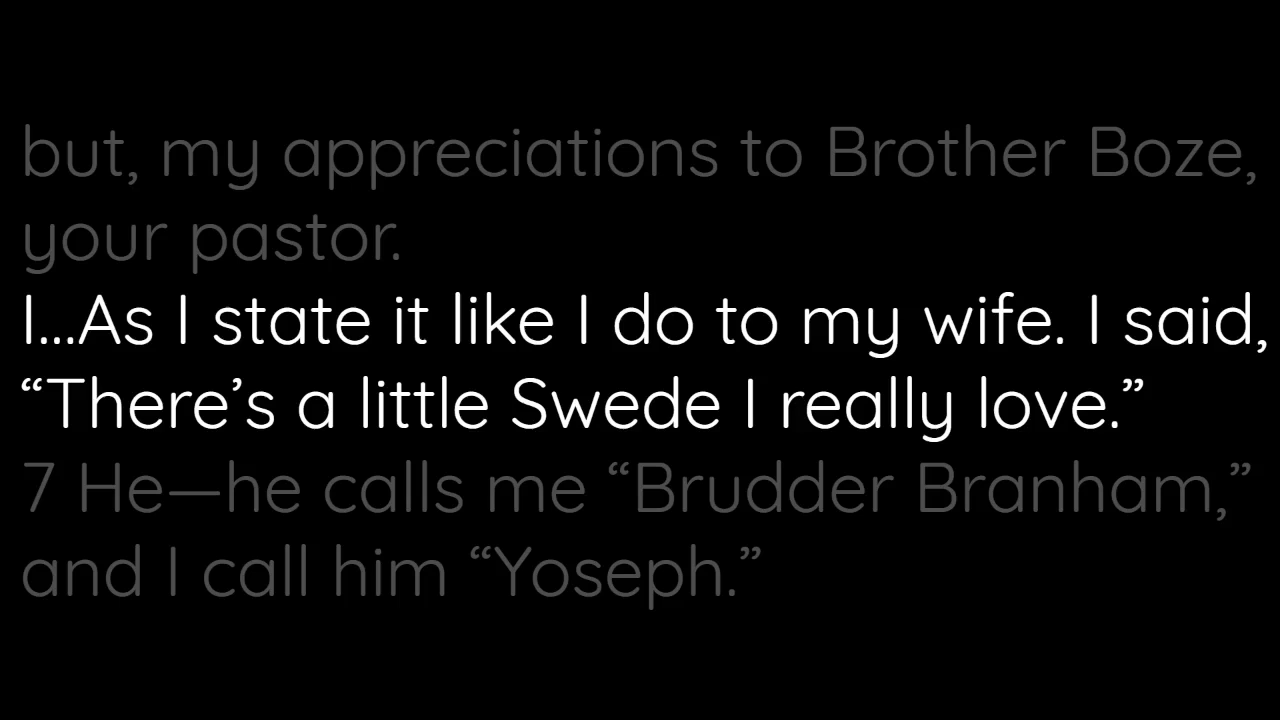 but, my appreciations to Brother Boze,
your pastor.
I...As I state it like I do to my wife. I said,
“There’s a little Swede I really love.”
7 He—he calls me “Brudder Branham,”
and I call him “Yoseph.”